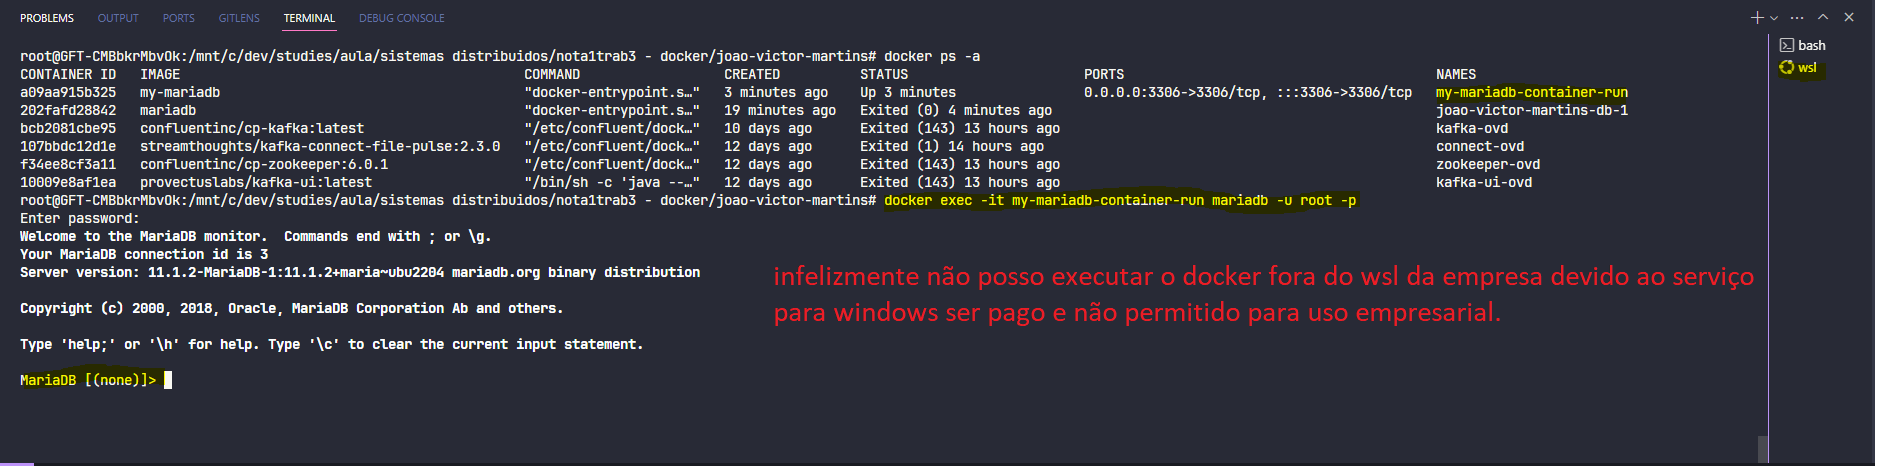 PROBLEMS OUTPUT PORTS GITLENS TERMINAL DEBUG CONSOLE
root@GFT-CMBbkrMbvOk:/mnt/c/dev/studies/aula/sistemas distribuidos/nota1trab3 - docker/joao-victor-martins# docker ps -a
CONTAINER ID IMAGE COMMAND CREATED STATUS PORTS NAMES
a09aa915b325 my-mariadb "docker-entrypoint.s…" 3 minutes ago Up 3 minutes 0.0.0.0:3306->3306/tcp, :::3306->3306/tcp my-mariadb-container-run
202fafd28842 mariadb "docker-entrypoint.s…" 19 minutes ago Exited (0) 4 minutes ago joao-victor-martins-db-1
bcb2081cbe95 confluentinc/cp-kafka:latest "/etc/confluent/dock…" 10 days ago Exited (143) 13 hours ago kafka-ovd
107bbdc12d1e streamthoughts/kafka-connect-file-pulse:2.3.0 "/etc/confluent/dock…" 12 days ago Exited (1) 14 hours ago connect-ovd
f34ee8cf3a11 confluentinc/cp-zookeeper:6.0.1 "/etc/confluent/dock…" 12 days ago Exited (143) 13 hours ago zookeeper-ovd
10009e8af1ea provectuslabs/kafka-ui:latest "/bin/sh -c 'java --…" 12 days ago Exited (143) 13 hours ago kafka-ui-ovd
root@GFT-CMBbkrMbvOk:/mnt/c/dev/studies/aula/sistemas distribuidos/nota1trab3 - docker/joao-victor-martins# docker exec -it my-mariadb-container-run mariadb -u root -p
Enter password:
Welcome to the MariaDB monitor. Commands end with ; or \g.
Your MariaDB connection id is 3
Server version: 11.1.2-MariaDB-1:11.1.2+maria~ubu2204 mariadb.org binary distribution
Copyright (c) 2000, 2018, Oracle, MariaDB Corporation Ab and others.
Type 'help;' or '\h' for help. Type '\c' to clear the current input statement.
MariaDB [(none)]>
infelizmente não posso executar o docker fora do wsl da empresa devido ao serviço
para windows ser pago e não permitido para uso empresarial.
bash
wsl